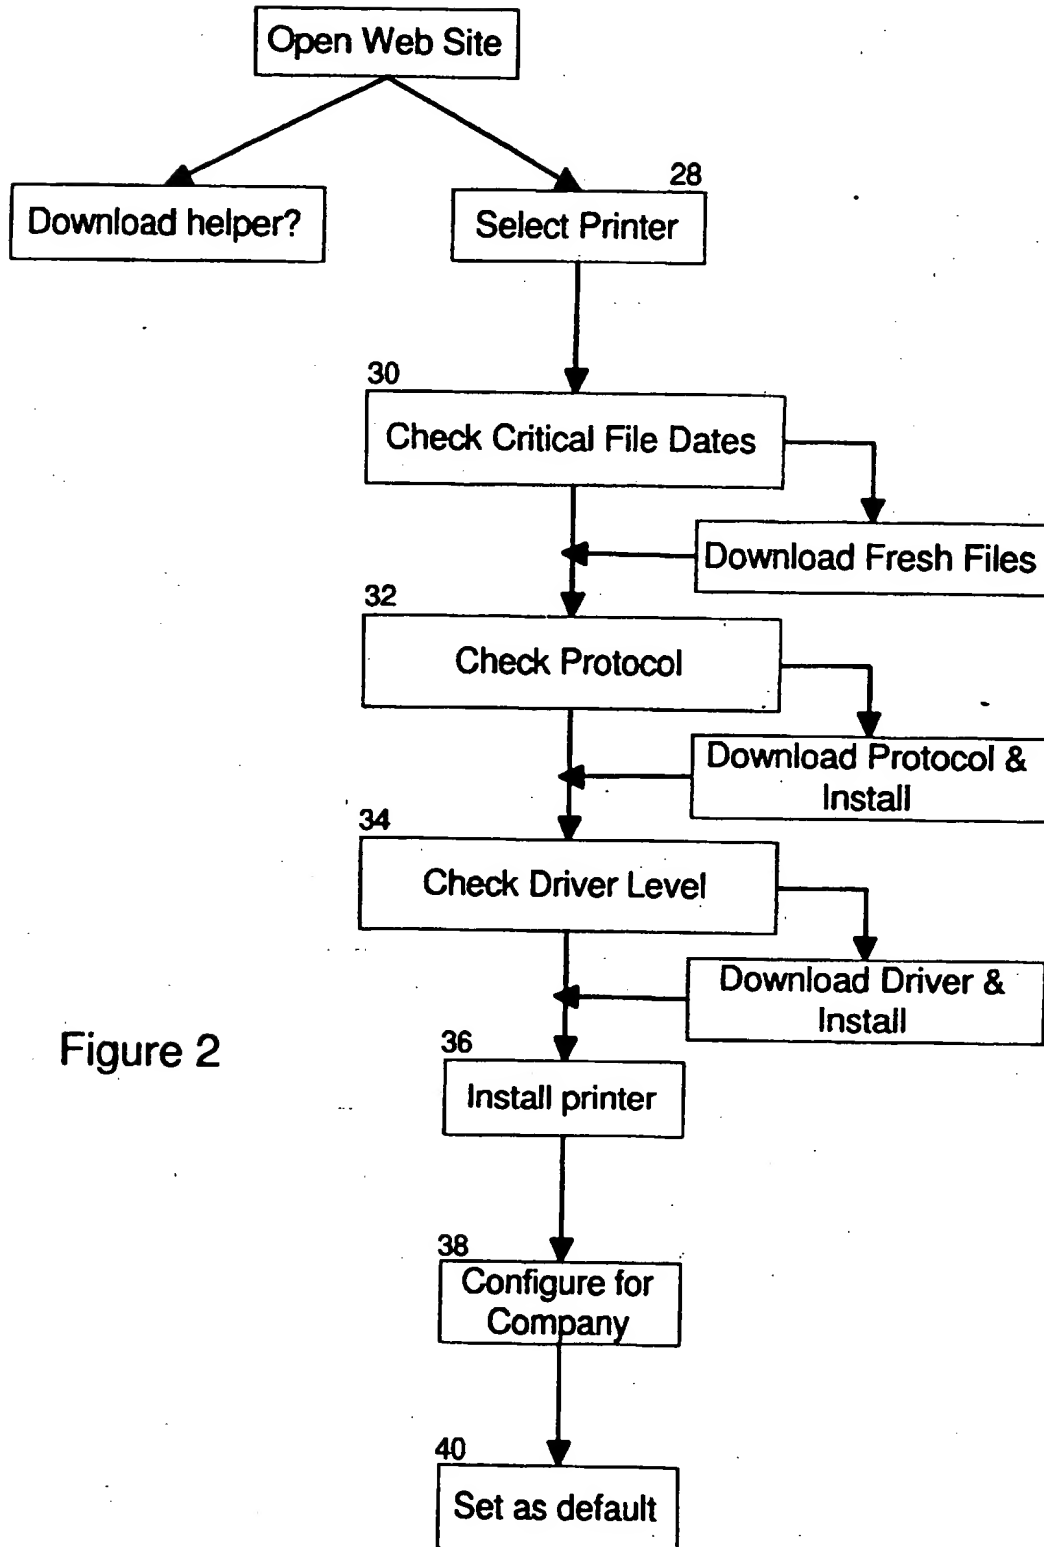 Open Web Site
Download helper?
28
Select Printer
30
Check Critical File Dates
Download Fresh Files
32
Check Protocol
Download Protocol &
Install
34
Check Driver Level
Download Driver &
Install
Figure 2
36
Install printer
38
Configure for
Company
40
Set as default